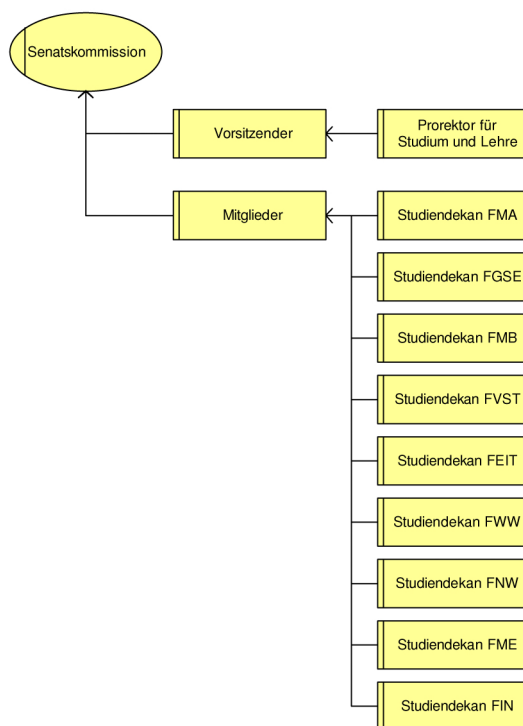 Senatskommission
Vorsitzender
Prorektor für
Studium und Lehre
Mitglieder
Studiendekan FMA
Studiendekan FGSE
Studiendekan FMB
Studiendekan FVST
Studiendekan FEIT
Studiendekan FWW
Studiendekan FNW
Studiendekan FME
Studiendekan FIN